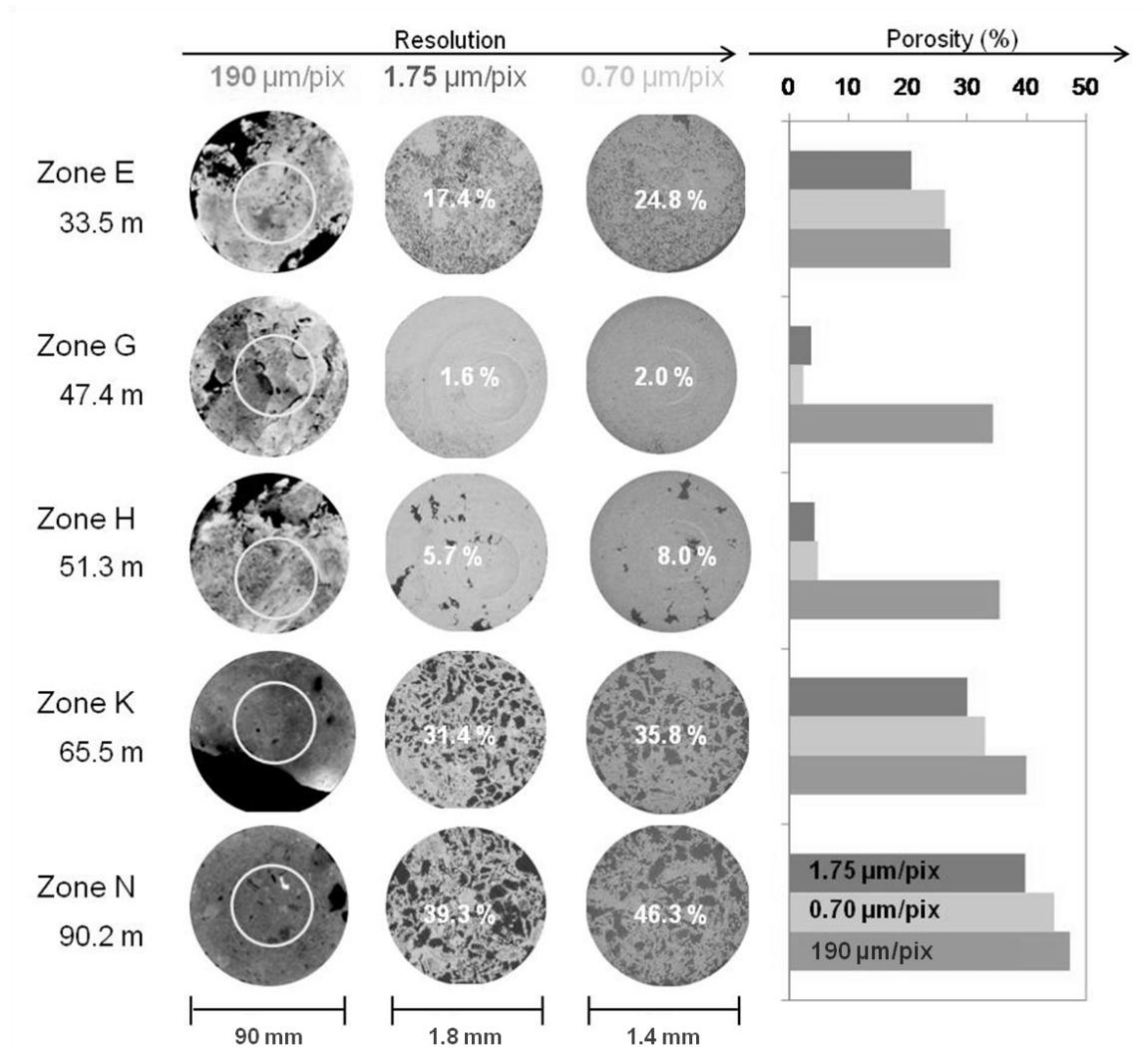 Resolution
Porosity (%)
190 µm/pix
1.75 µm/pix
0.70 µm/pix
0 10 20 30 40 50
Zone E
33.5 m
17.4 %
24.8 %
Zone G
47.4 m
1.6 %
2.0 %
Zone H
51.3 m
5.7 %
8.0 %
Zone K
65.5 m
31.4 %
35.8 %
Zone N
90.2 m
39.3 %
46.3 %
1.75 µm/pix
0.70 µm/pix
190 µm/pix
90 mm
1.8 mm
1.4 mm